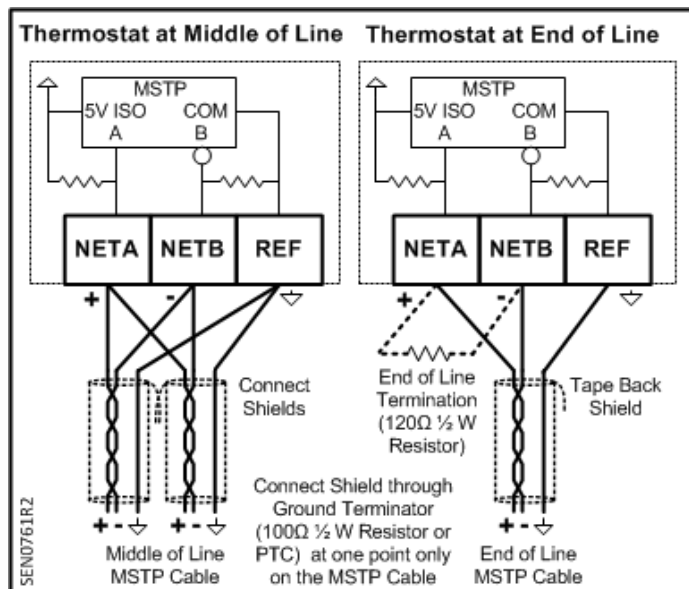 Thermostat at Middle of Line
MSTP
5V ISO COM
A B
NETA NETB REF
+ -
Connect
Shields
+ - + -
Middle of Line
MSTP Cable
Connect Shield through
Ground Terminator
(100Ω ½ W Resistor or
PTC) at one point only
on the MSTP Cable
Thermostat at End of Line
MSTP
5V ISO COM
A B
NETA NETB REF
+ -
End of Line
Termination
(120Ω ½ W
Resistor)
Tape Back
Shield
+ -
End of Line
MSTP Cable
SEN0761R2